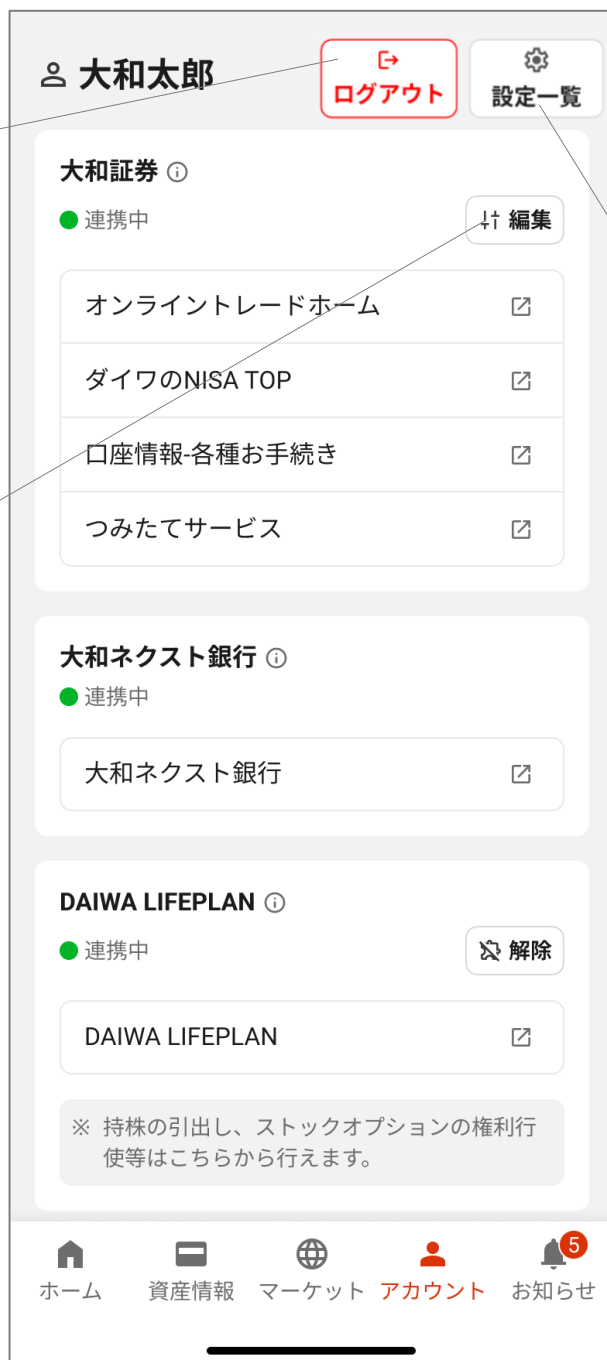 大和太郎
ログアウト
設定一覧
大和証券
連携中
編集
オンライントレードホーム
ダイワのNISA TOP
口座情報-各種お手続き
つみたてサービス
大和ネクスト銀行
連携中
大和ネクスト銀行
DAIWA LIFEPLAN
連携中
解除
DAIWA LIFEPLAN
※ 持株の引出し、ストックオプションの権利行
使等はこちらから行えます。
5
ホーム 資産情報 マーケット アカウント お知らせ